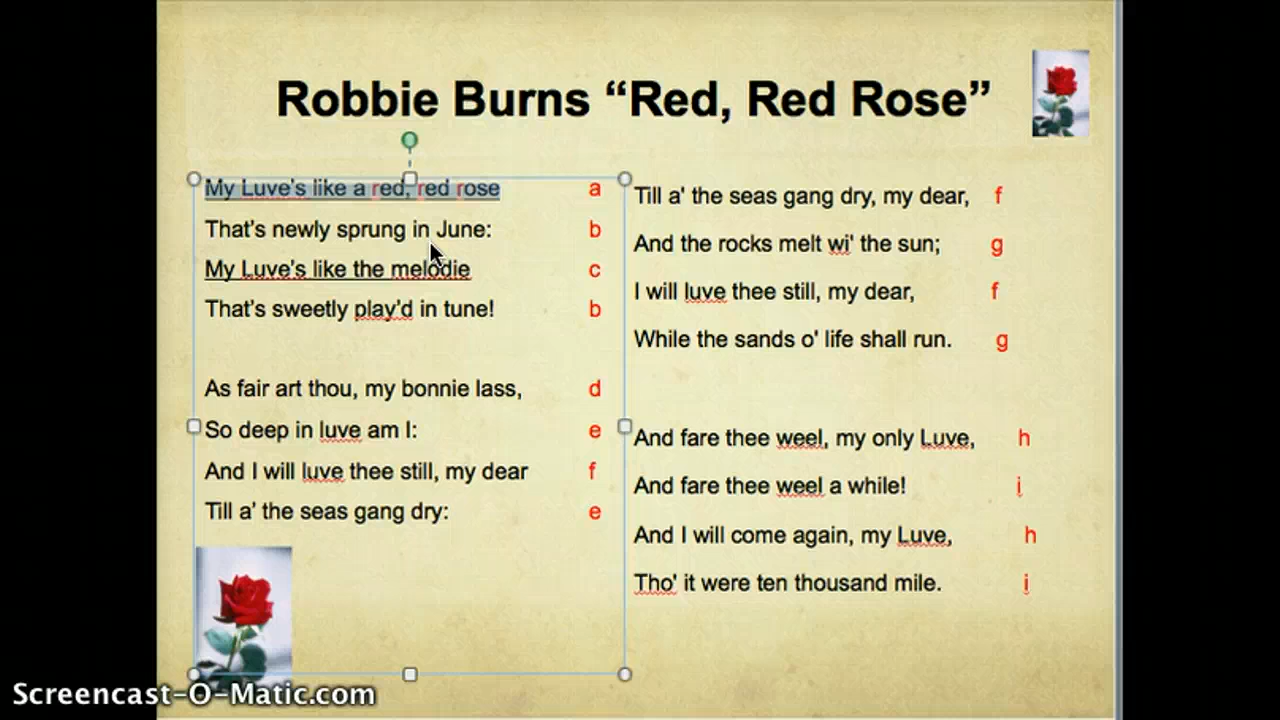 Robbie Burns “Red, Red Rose”
My Luve's like a red, red rose a
That's newly sprung in June: b
My Luve's like the melodie c
That's sweetly play'd in tune! b
As fair art thou, my bonnie lass, d
So deep in luve am I: e
And I will luve thee still, my dear f
Till a' the seas gang dry: e
Till a' the seas gang dry, my dear, f
And the rocks melt wi' the sun; g
I will luve thee still, my dear, f
While the sands o' life shall run. g
And fare thee weel, my only Luve, h
And fare thee weel a while! i
And I will come again, my Luve, h
Tho' it were ten thousand mile. i
Screencast-O-Matic.com